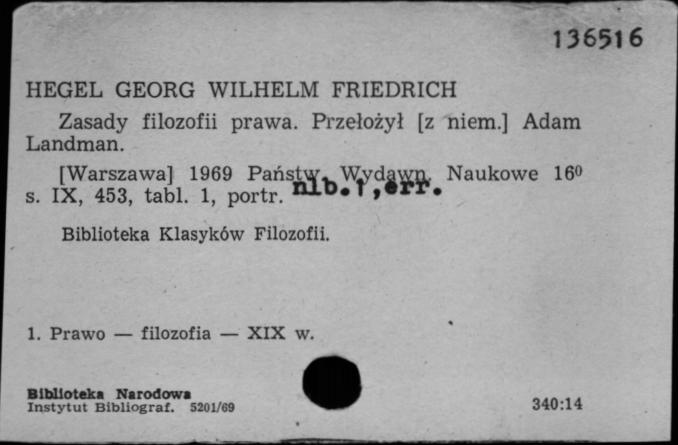 136516
HEGEL GEORG WILHELM FRIEDRICH
Zasady filozofii prawa. Przełożył [z niem.] Adam
Landman.
[Warszawa] 1969 Państw. Wydawn. Naukowe 16⁰
s. IX, 453, tabl. 1, portr. nlb.1,err.
Biblioteka Klasyków Filozofii.
1. Prawo — filozofia — XIX w.
Biblioteka Narodowa
Instytut Bibliograf. 5201/69 340:14